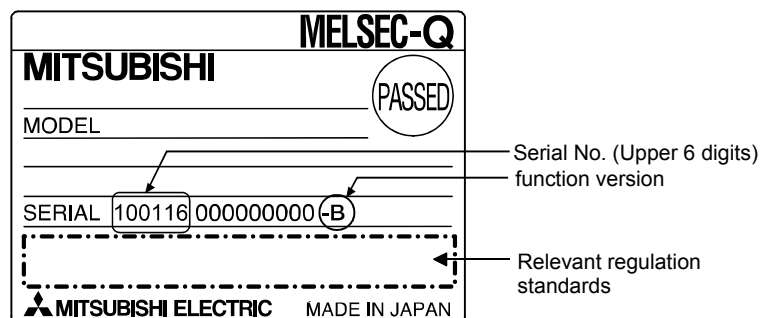 MELSEC-Q
MITSUBISHI
PASSED
MODEL
Serial No. (Upper 6 digits)
function version
SERIAL 100116 000000000 -B
Relevant regulation
standards
MITSUBISHI ELECTRIC MADE IN JAPAN